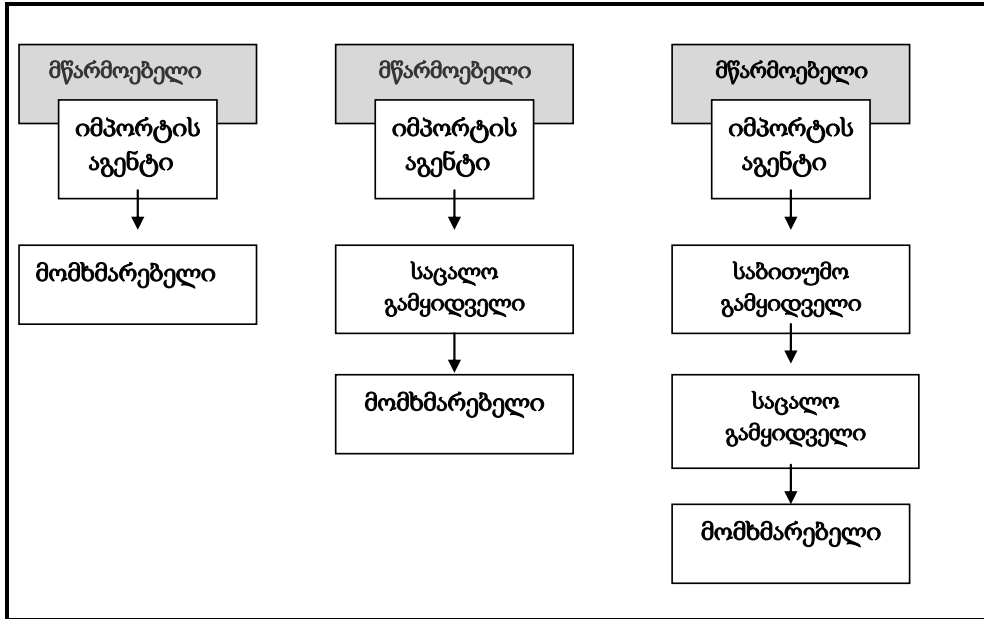 მწარმოებელი
იმპორტის
აგენტი
მომხმარებელი
მწარმოებელი
იმპორტის
აგენტი
საცალო
გამყიდველი
მომხმარებელი
მწარმოებელი
იმპორტის
აგენტი
საბითუმო
გამყიდველი
საცალო
გამყიდველი
მომხმარებელი